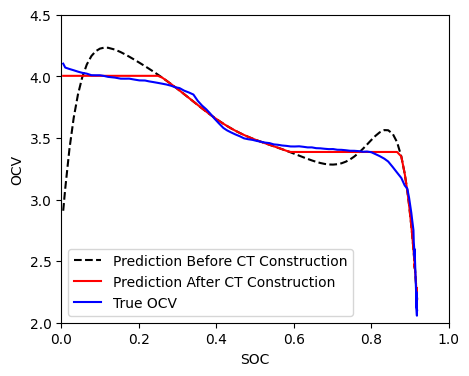 4.5
4.0
3.5
3.0
2.5
2.0
OCV
Prediction Before CT Construction
Prediction After CT Construction
True OCV
0.0 0.2 0.4 0.6 0.8 1.0
SOC